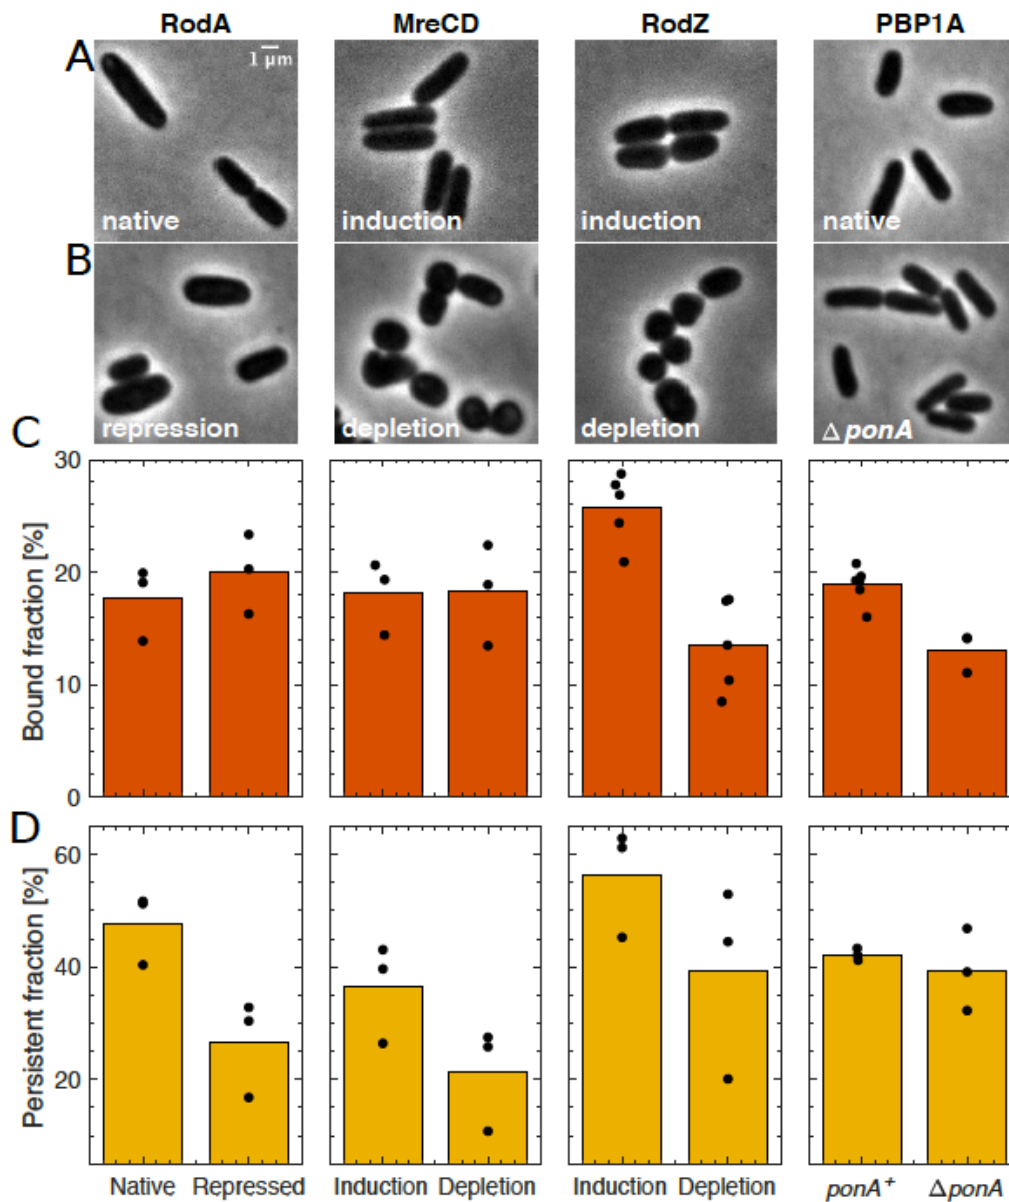 RodA MreCD RodZ PBP1A
A
1 µm
native induction induction native
B
repression depletion depletion Δ ponA
C
Bound fraction [%]
30
20
10
0
D
Persistent fraction [%]
60
40
20
Native Repressed Induction Depletion Induction Depletion ponA⁺ ΔponA